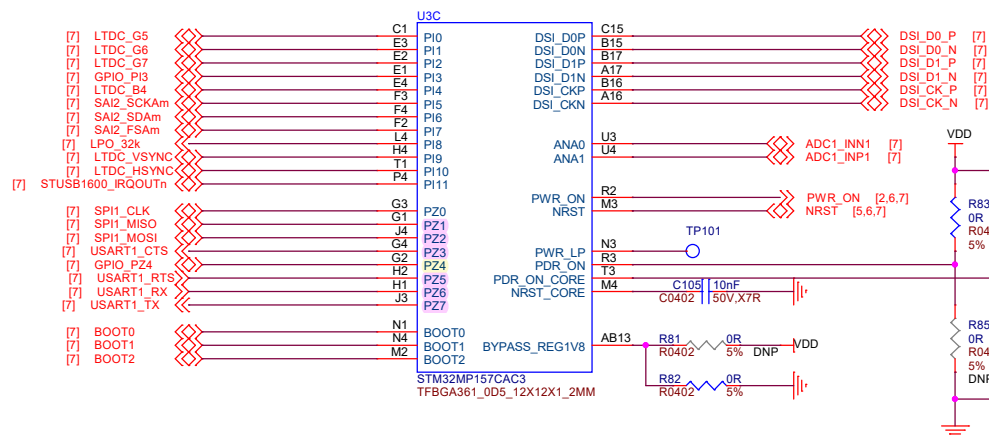 U3C
[7] LTDC_G5 C1 PI0 DSI_D0P C15 DSI_D0_P [7]
[7] LTDC_G6 E3 PI1 DSI_D0N B15 DSI_D0_N [7]
[7] LTDC_G7 E2 PI2 DSI_D1P B17 DSI_D1_P [7]
[7] GPIO_PI3 E1 PI3 DSI_D1N A17 DSI_D1_N [7]
[7] LTDC_B4 E4 PI4 DSI_CKP B16 DSI_CK_P [7]
[7] SAI2_SCKAm F3 PI5 DSI_CKN A16 DSI_CK_N [7]
[7] SAI2_SDAm F4 PI6
[7] SAI2_FSAm F2 PI7
[7] LPO_32k L4 PI8 ANA0 U3 ADC1_INN1 [7]
[7] LTDC_VSYNC H4 PI9 ANA1 U4 ADC1_INP1 [7]
VDD
[7] LTDC_HSYNC T1 PI10
[7] STUSB1600_IRQOUTn P4 PI11
PWR_ON R2 PWR_ON [2,6,7]
[7] SPI1_CLK G3 PZ0 NRST M3 NRST [5,6,7]
R83
0R
R04
5%
[7] SPI1_MISO G1 PZ1
[7] SPI1_MOSI J4 PZ2
TP101
[7] USART1_CTS G4 PZ3 PWR_LP N3
[7] GPIO_PZ4 G2 PZ4 PDR_ON R3
[7] USART1_RTS H2 PZ5 PDR_ON_CORE T3
[7] USART1_RX H1 PZ6 NRST_CORE M4 C105 10nF
C0402 50V,X7R
[7] USART1_TX J3 PZ7
[7] BOOT0 N1 BOOT0
[7] BOOT1 N4 BOOT1 BYPASS_REG1V8 AB13 R81 0R
R0402 5% DNP VDD
[7] BOOT2 M2 BOOT2
R85
0R
R04
5%
DNP
STM32MP157CAC3
TFBGA361_0D5_12X12X1_2MM
R82 0R
R0402 5%